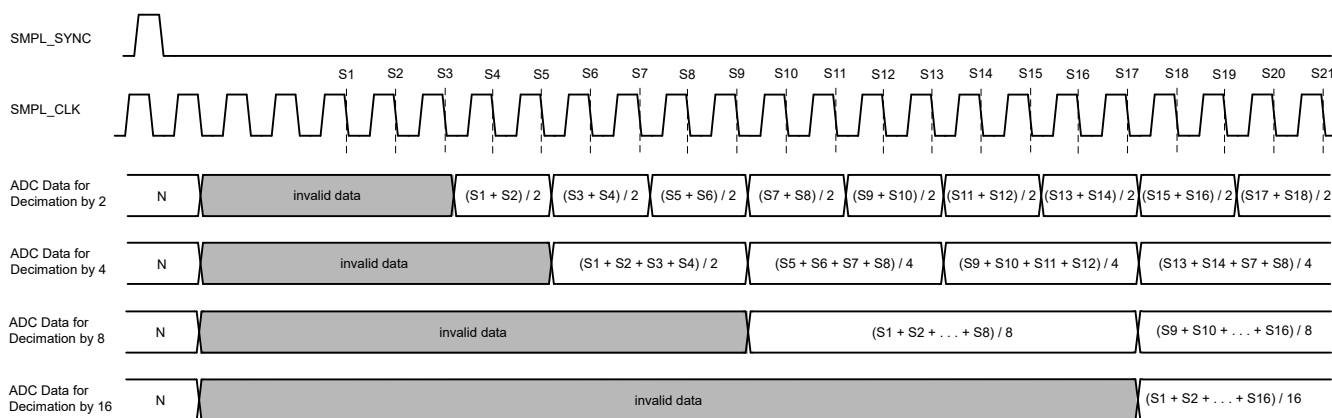 SMPL_SYNC
S1 S2 S3 S4 S5 S6 S7 S8 S9 S10 S11 S12 S13 S14 S15 S16 S17 S18 S19 S20 S21
SMPL_CLK
ADC Data for
Decimation by 2
N invalid data (S1 + S2) / 2 (S3 + S4) / 2 (S5 + S6) / 2 (S7 + S8) / 2 (S9 + S10) / 2 (S11 + S12) / 2 (S13 + S14) / 2 (S15 + S16) / 2 (S17 + S18) / 2
ADC Data for
Decimation by 4
N invalid data (S1 + S2 + S3 + S4) / 2 (S5 + S6 + S7 + S8) / 4 (S9 + S10 + S11 + S12) / 4 (S13 + S14 + S7 + S8) / 4
ADC Data for
Decimation by 8
N invalid data (S1 + S2 + . . . + S8) / 8 (S9 + S10 + . . . + S16) / 8
ADC Data for
Decimation by 16
N invalid data (S1 + S2 + . . . + S16) / 16